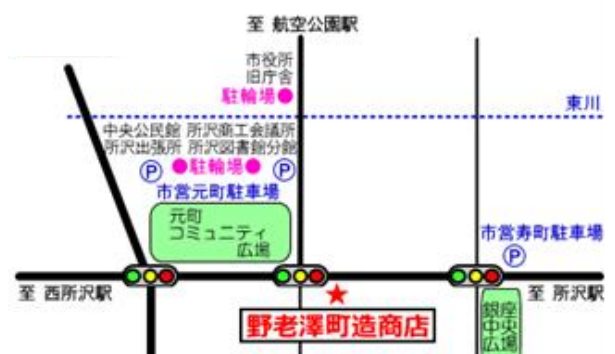 至 航空公園駅
市役所
旧庁舎
駐輪場●
東川
中央公民館 所沢商工会議所
所沢出張所 所沢図書館分館
P ●駐輪場● P
市営元町駐車場
元町
コミュニティ
広場
市営寿町駐車場
P
至 西所沢駅
至 所沢駅
★
野老澤町造商店
銀座
中央
広場